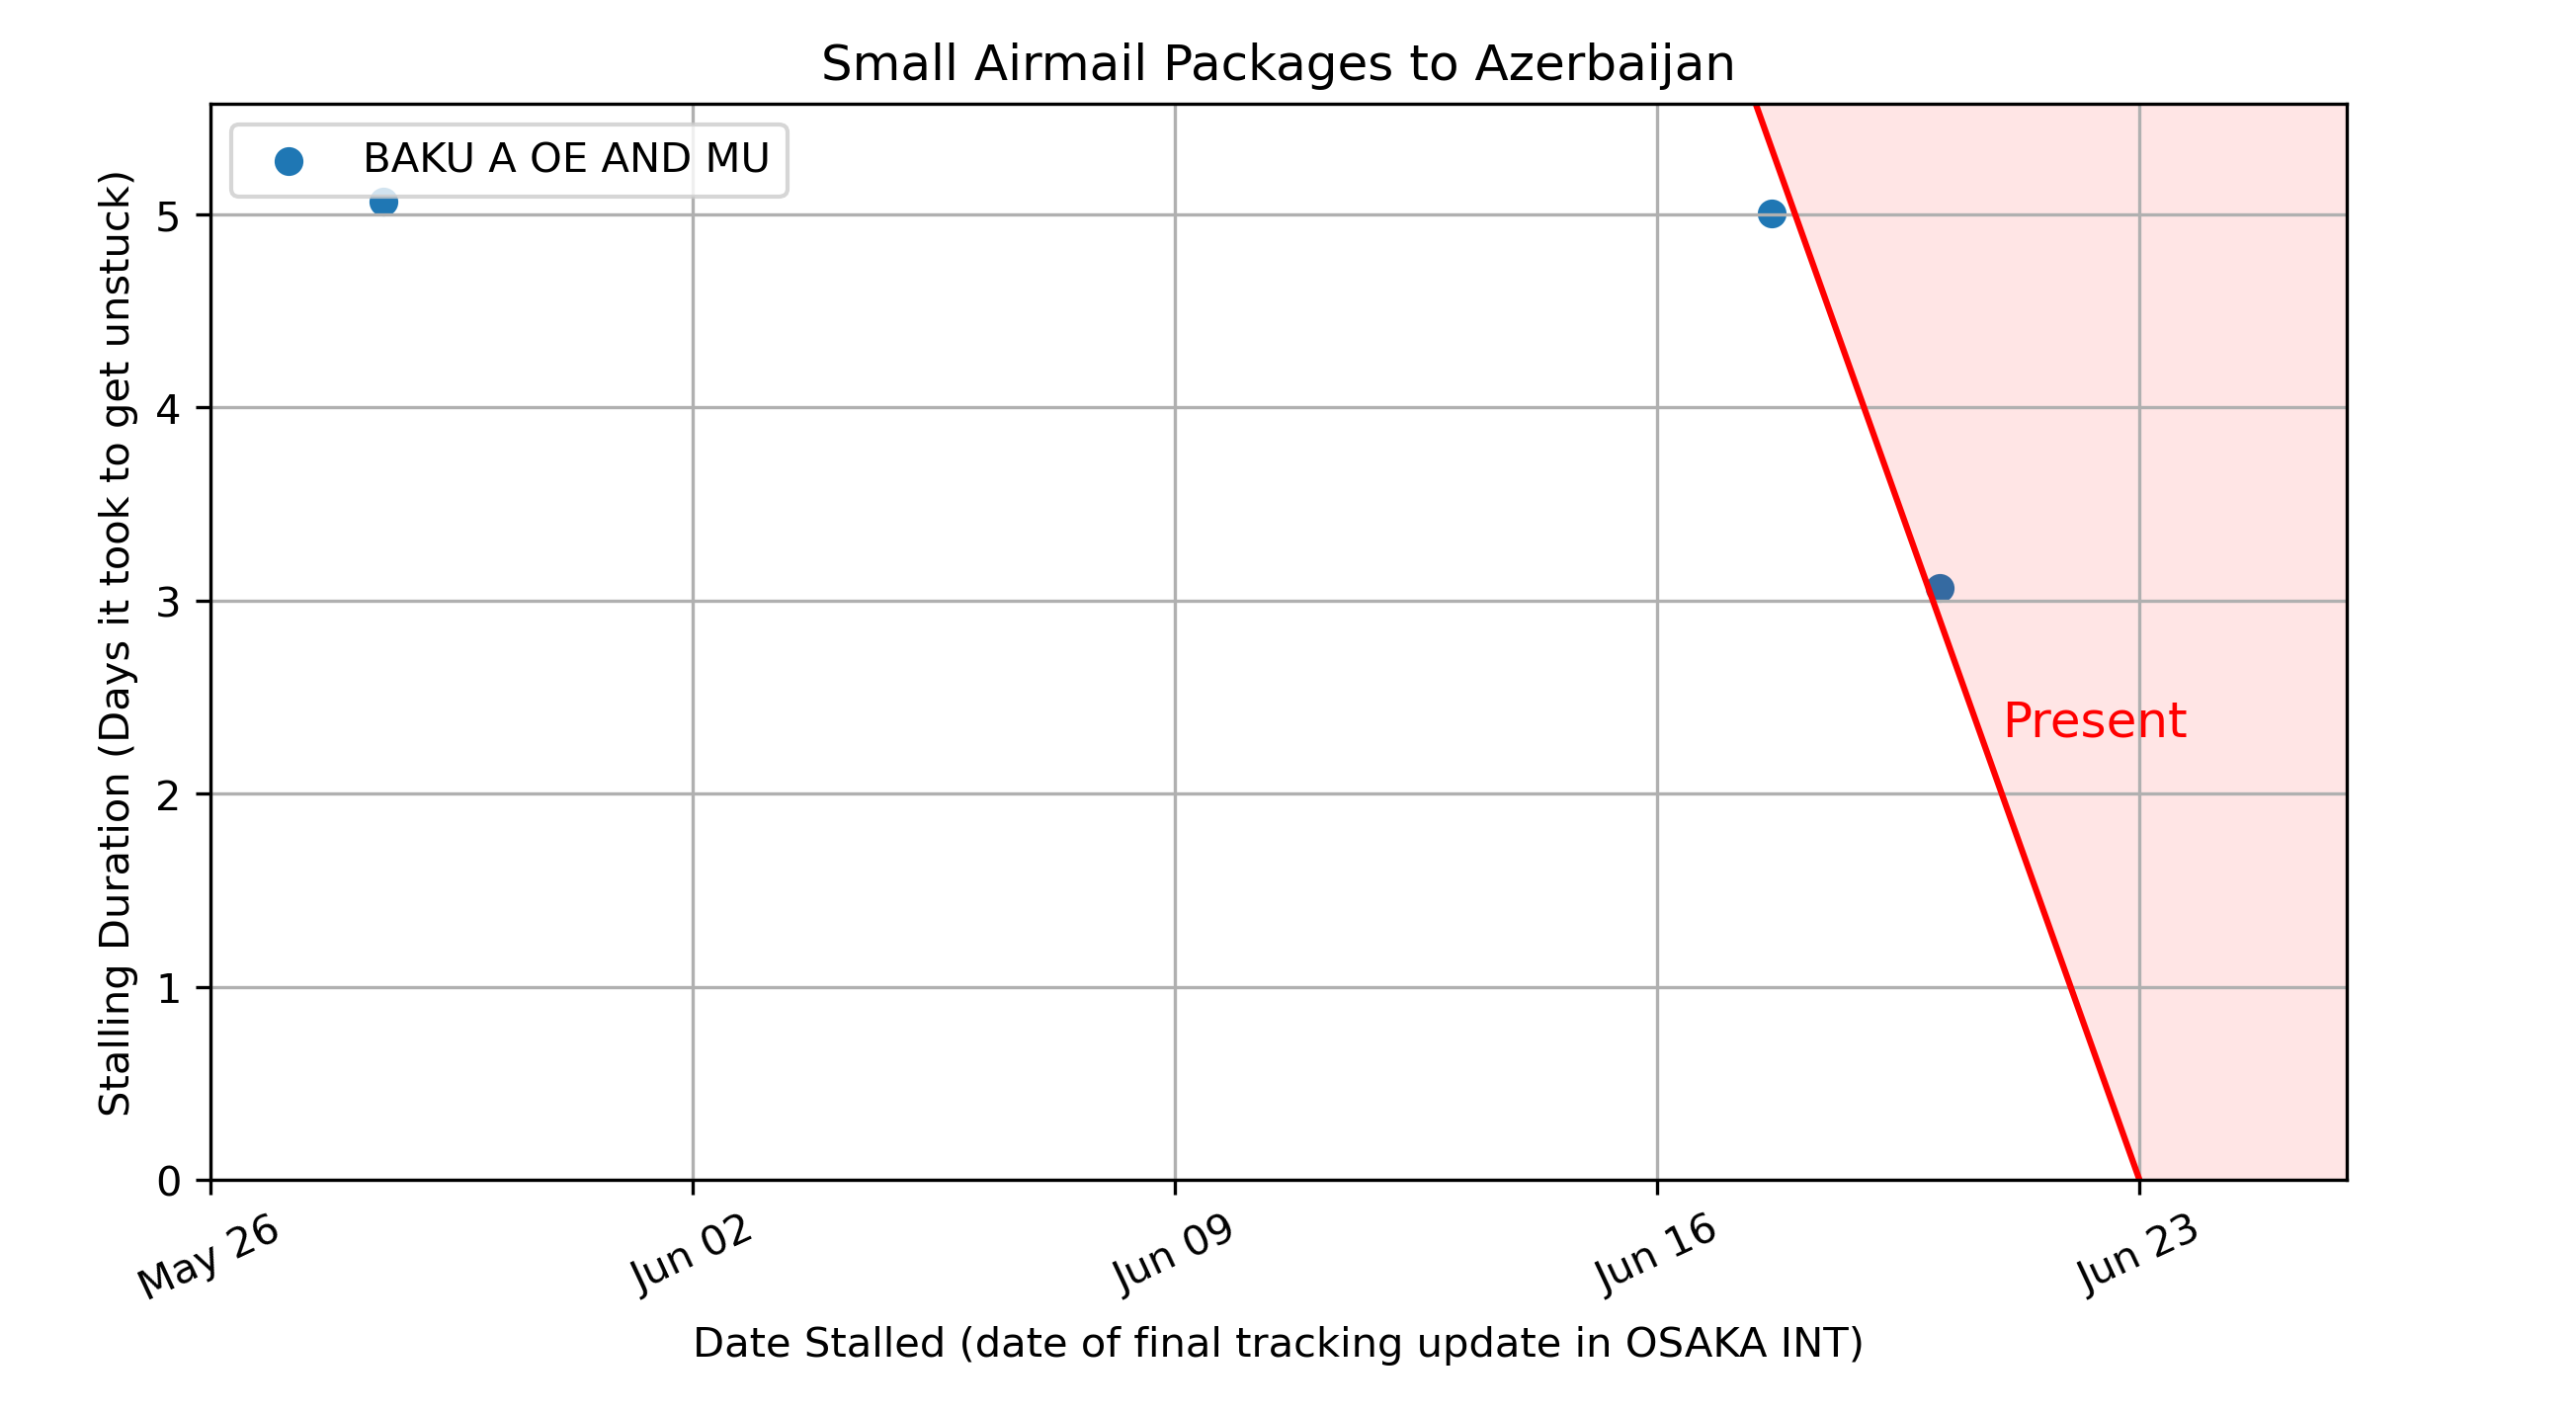 Small Airmail Packages to Azerbaijan
BAKU A OE AND MU
Stalling Duration (Days it took to get unstuck)
5
4
3
2
1
0
Present
May 26
Jun 02
Jun 09
Jun 16
Jun 23
Date Stalled (date of final tracking update in OSAKA INT)